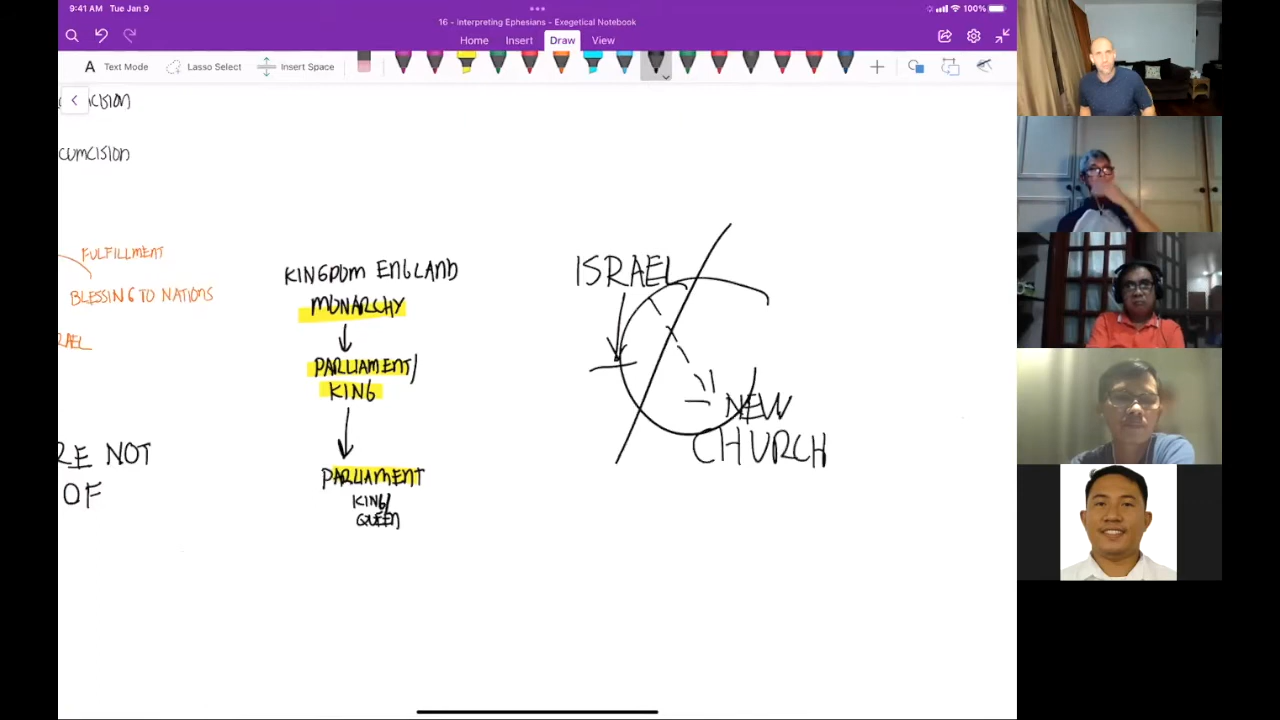 9:41 AM Tue Jan 9
100%
16 - Interpreting Ephesians - Exegetical Notebook
Home Insert Draw View
A Text Mode Lasso Select Insert Space
cision
cumcision
FULFILLMENT
BLESSING TO NATIONS
RAEL
RE NOT
OF
KINGDOM ENGLAND
MONARCHY
PARLIAMENT/
KING
PARLIAMENT
KING/
QUEEN
ISRAEL
NEW
CHURCH